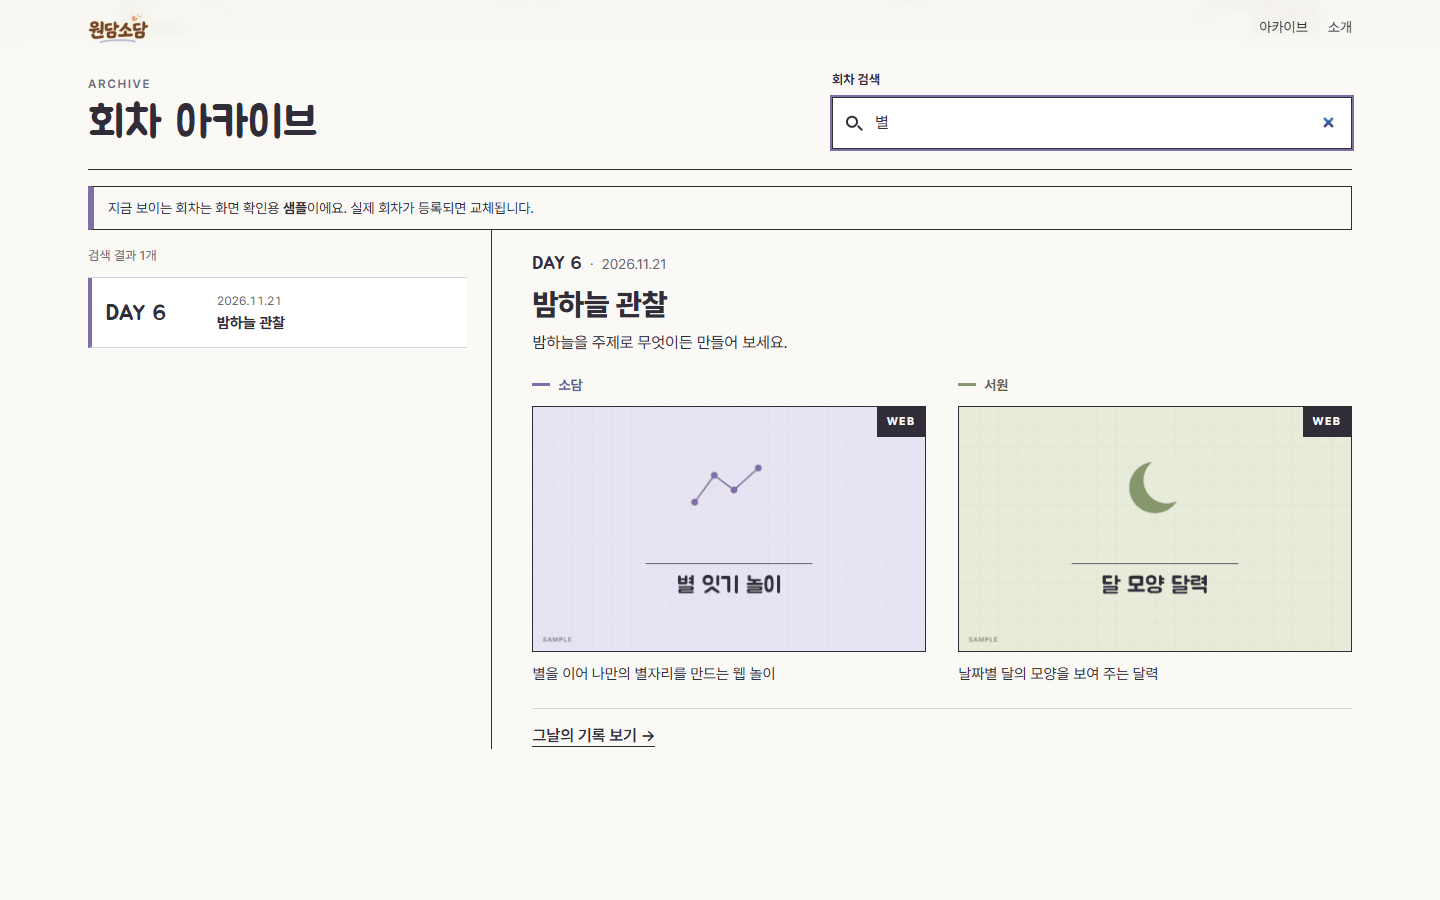 원담소담
아카이브
소개
ARCHIVE
회차 아카이브
회차 검색
별
지금 보이는 회차는 화면 확인용 샘플이에요. 실제 회차가 등록되면 교체됩니다.
검색 결과 1개
DAY 6
2026.11.21
밤하늘 관찰
DAY 6 · 2026.11.21
밤하늘 관찰
밤하늘을 주제로 무엇이든 만들어 보세요.
소담
WEB
별 잇기 놀이
SAMPLE
별을 이어 나만의 별자리를 만드는 웹 놀이
서원
WEB
달 모양 달력
SAMPLE
날짜별 달의 모양을 보여 주는 달력
그날의 기록 보기 →